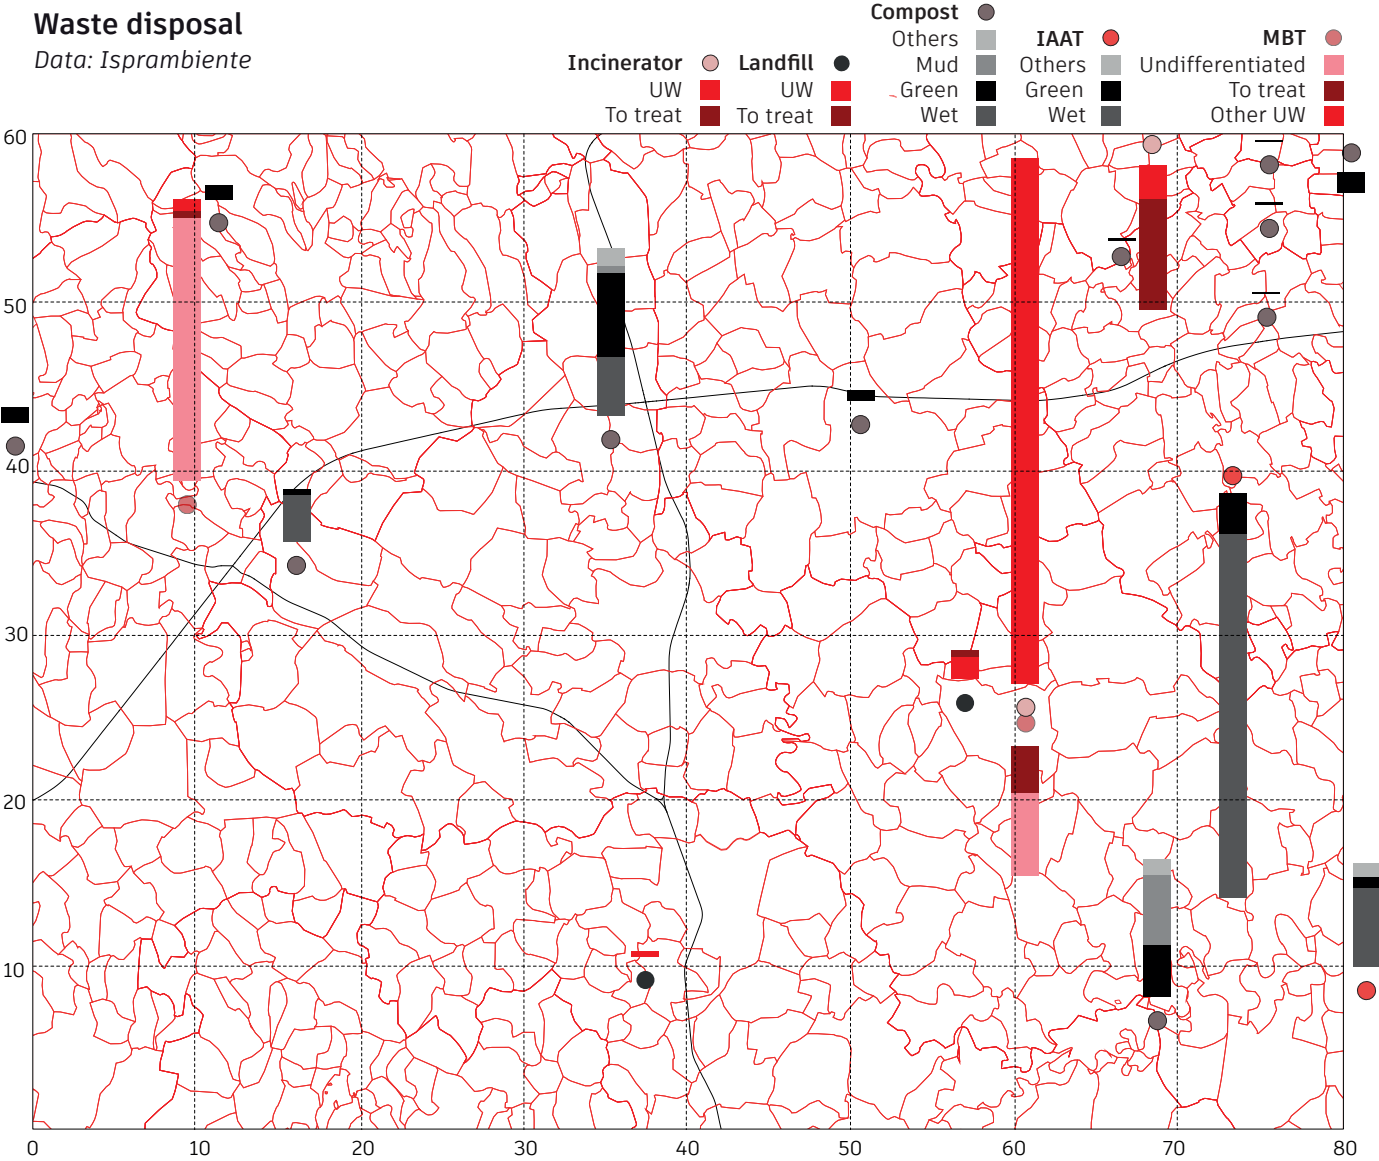 Waste disposal
Data: Isprambiente
Incinerator
UW
To treat
Landfill
UW
To treat
Compost
Others
Mud
Green
Wet
IAAT
Others
Green
Wet
MBT
Undifferentiated
To treat
Other UW
60
50
40
30
20
10
0 10 20 30 40 50 60 70 80